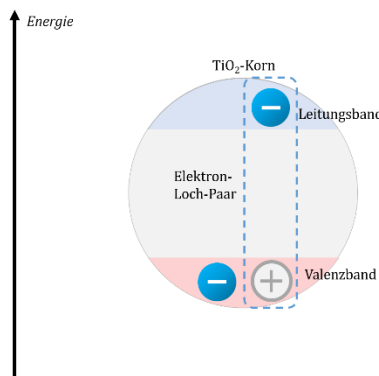 Energie
TiO₂-Korn
Leitungsband
Elektron-
Loch-Paar
Valenzband